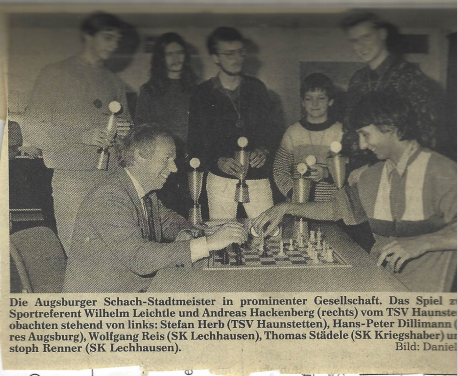 Die Augsburger Schach-Stadtmeister in prominenter Gesellschaft. Das Spiel
Sportreferent Wilhelm Leichtle und Andreas Hackenberg (rechts) vom TSV Haunste
obachten stehend von links: Stefan Herb (TSV Haunstetten), Hans-Peter Dillimann (
res Augsburg), Wolfgang Reis (SK Lechhausen), Thomas Städele (SK Kriegshaber) u
stoph Renner (SK Lechhausen). Bild: Daniel